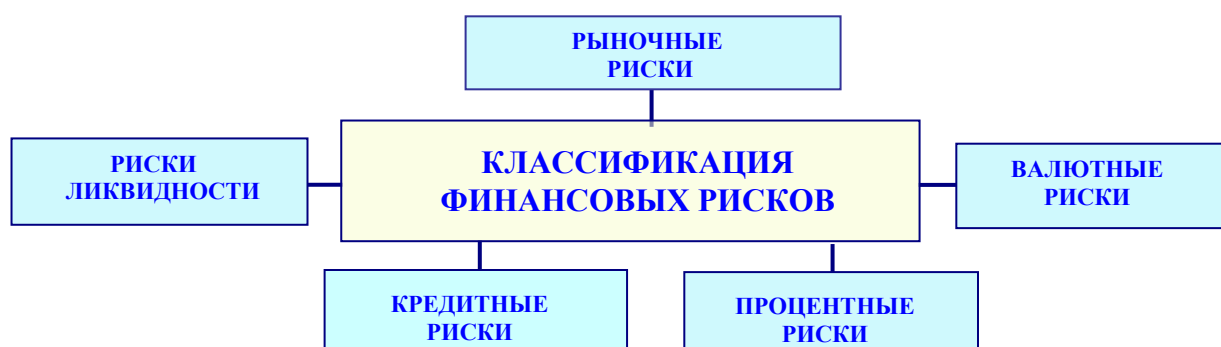 РЫНОЧНЫЕ
РИСКИ
РИСКИ
ЛИКВИДНОСТИ
КЛАССИФИКАЦИЯ
ФИНАНСОВЫХ РИСКОВ
ВАЛЮТНЫЕ
РИСКИ
КРЕДИТНЫЕ
РИСКИ
ПРОЦЕНТНЫЕ
РИСКИ